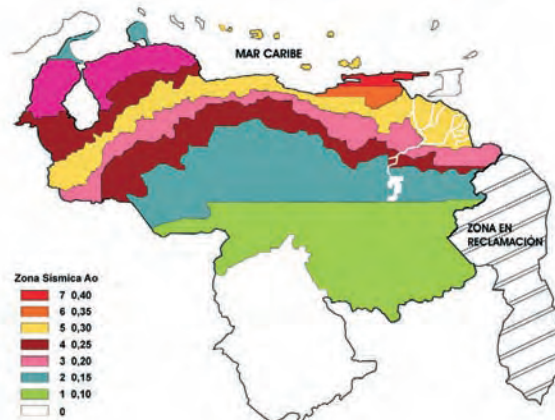 MAR CARIBE
ZONA EN
RECLAMACIÓN
Zona Sísmica Ao
7 0,40
6 0,35
5 0,30
4 0,25
3 0,20
2 0,15
1 0,10
0